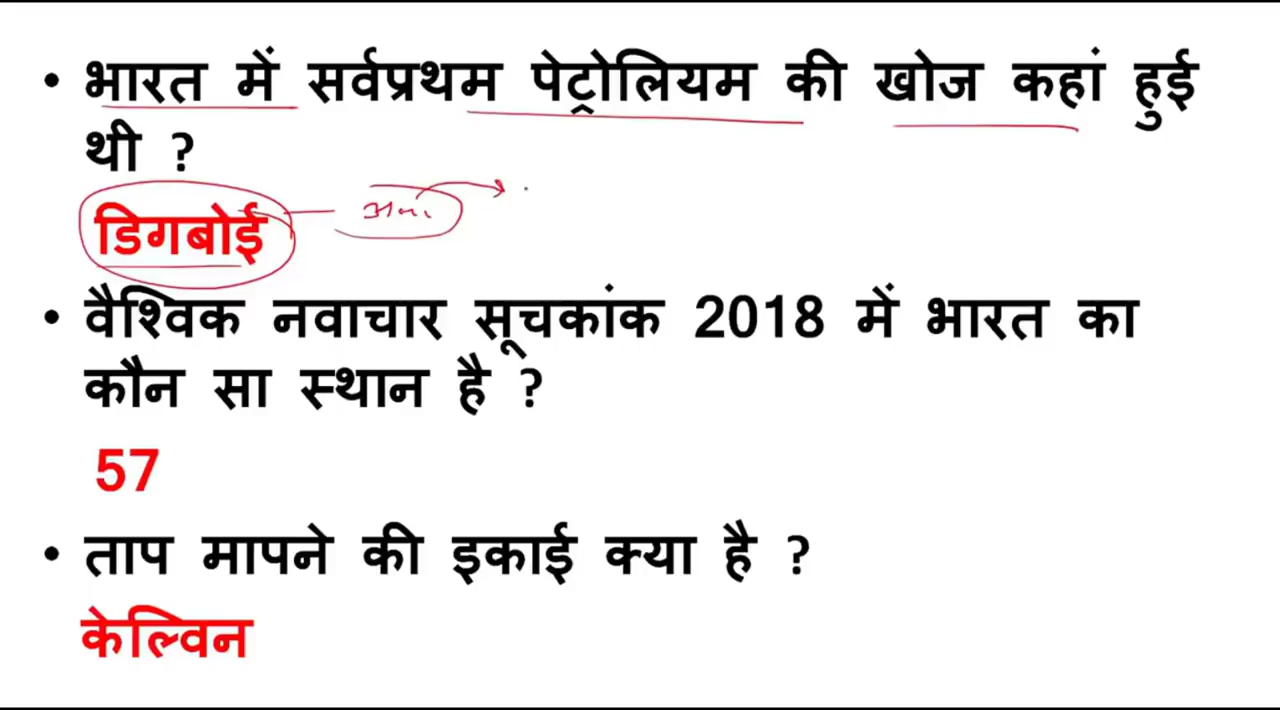 • भारत में सर्वप्रथम पेट्रोलियम की खोज कहां हुई
थी ?
डिगबोई
• वैश्विक नवाचार सूचकांक 2018 में भारत का
कौन सा स्थान है ?
57
• ताप मापने की इकाई क्या है ?
केल्विन